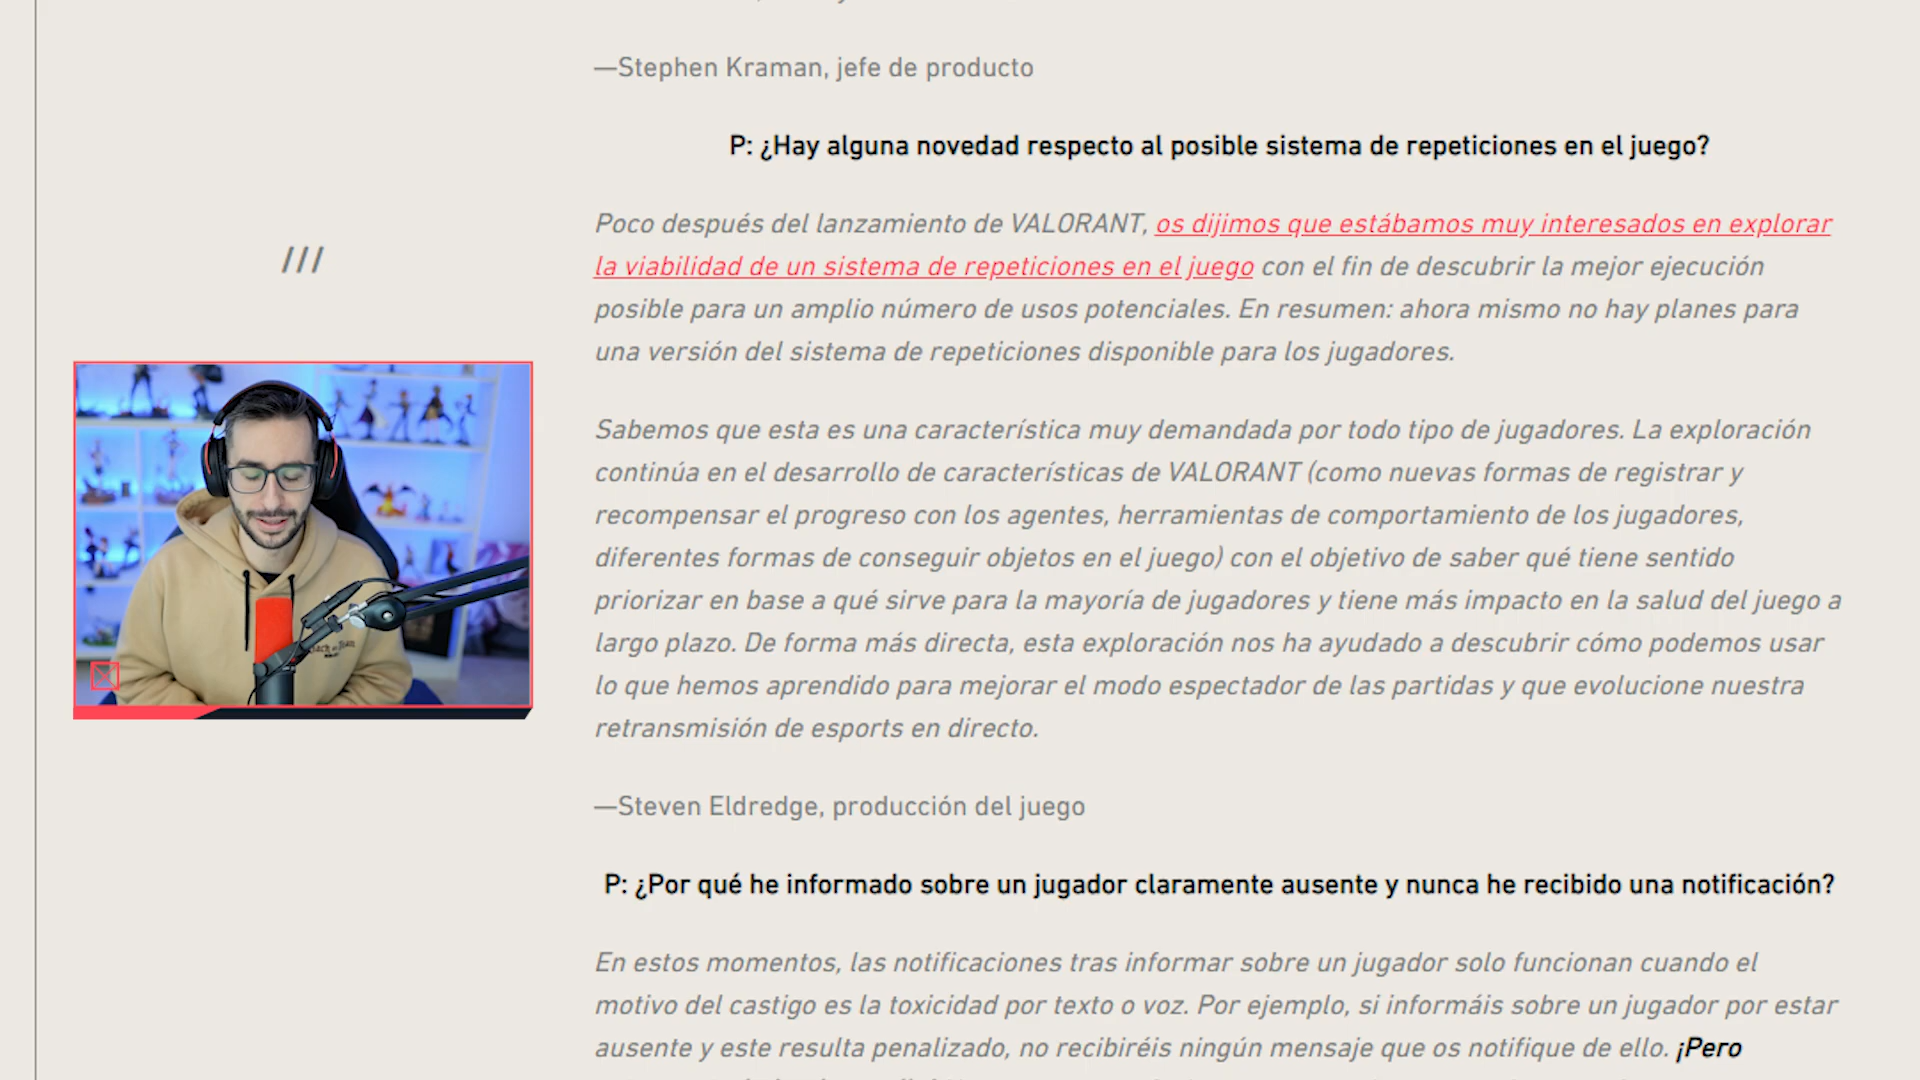 —Stephen Kraman, jefe de producto
P: ¿Hay alguna novedad respecto al posible sistema de repeticiones en el juego?
Poco después del lanzamiento de VALORANT, os dijimos que estábamos muy interesados en explorar
la viabilidad de un sistema de repeticiones en el juego con el fin de descubrir la mejor ejecución
posible para un amplio número de usos potenciales. En resumen: ahora mismo no hay planes para
una versión del sistema de repeticiones disponible para los jugadores.
///
Sabemos que esta es una característica muy demandada por todo tipo de jugadores. La exploración
continúa en el desarrollo de características de VALORANT (como nuevas formas de registrar y
recompensar el progreso con los agentes, herramientas de comportamiento de los jugadores,
diferentes formas de conseguir objetos en el juego) con el objetivo de saber qué tiene sentido
priorizar en base a qué sirve para la mayoría de jugadores y tiene más impacto en la salud del juego a
largo plazo. De forma más directa, esta exploración nos ha ayudado a descubrir cómo podemos usar
lo que hemos aprendido para mejorar el modo espectador de las partidas y que evolucione nuestra
retransmisión de esports en directo.
—Steven Eldredge, producción del juego
P: ¿Por qué he informado sobre un jugador claramente ausente y nunca he recibido una notificación?
En estos momentos, las notificaciones tras informar sobre un jugador solo funcionan cuando el
motivo del castigo es la toxicidad por texto o voz. Por ejemplo, si informáis sobre un jugador por estar
ausente y este resulta penalizado, no recibiréis ningún mensaje que os notifique de ello. ¡Pero